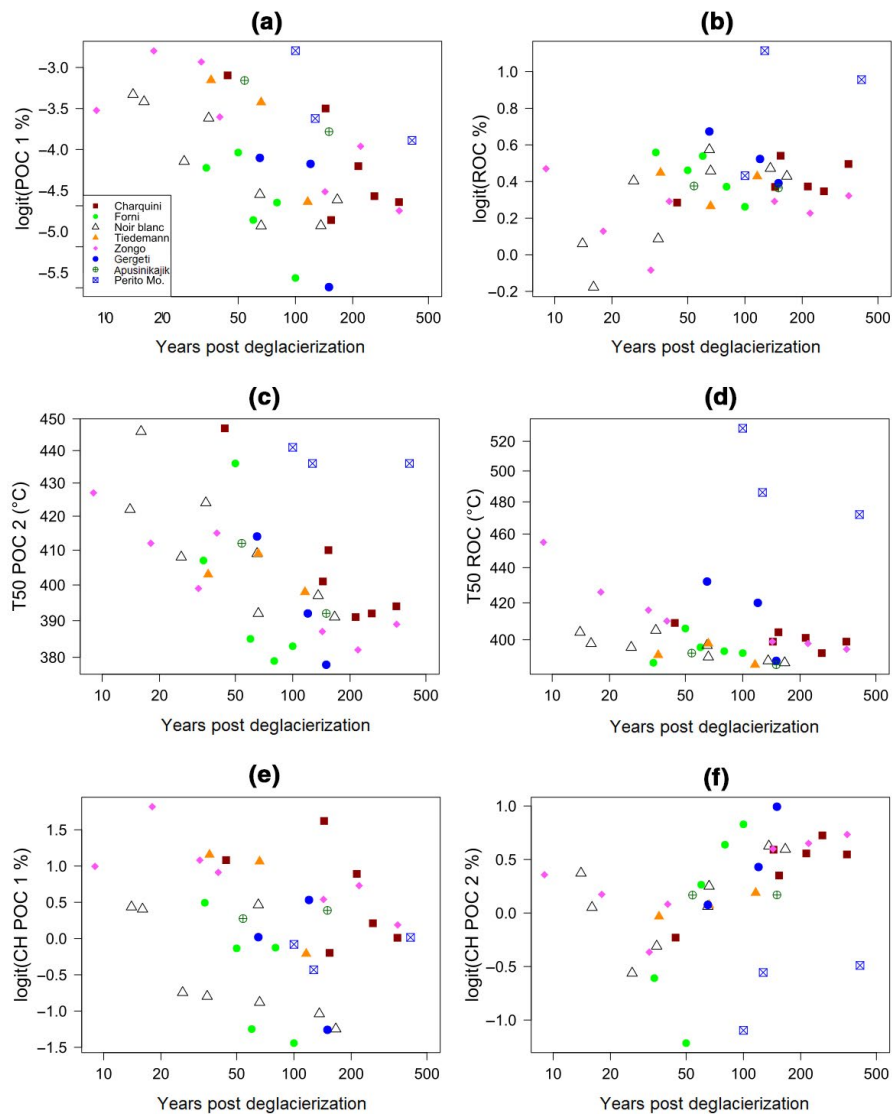 (a)
logit(POC 1 %)
−3.0
−3.5
−4.0
−4.5
−5.0
−5.5
Charquini
Forni
Noir blanc
Tiedemann
Zongo
Gergeti
Apusinikajik
Perito Mo.
10 20 50 100 200 500
Years post deglacierization
(b)
logit(ROC %)
1.0
0.8
0.6
0.4
0.2
0.0
−0.2
10 20 50 100 200 500
Years post deglacierization
(c)
T50 POC 2 (°C)
450
440
430
420
410
400
390
380
10 20 50 100 200 500
Years post deglacierization
(d)
T50 ROC (°C)
520
500
480
460
440
420
400
10 20 50 100 200 500
Years post deglacierization
(e)
logit(CH POC 1 %)
1.5
1.0
0.5
0.0
−0.5
−1.0
−1.5
10 20 50 100 200 500
Years post deglacierization
(f)
logit(CH POC 2 %)
1.0
0.5
0.0
−0.5
−1.0
10 20 50 100 200 500
Years post deglacierization